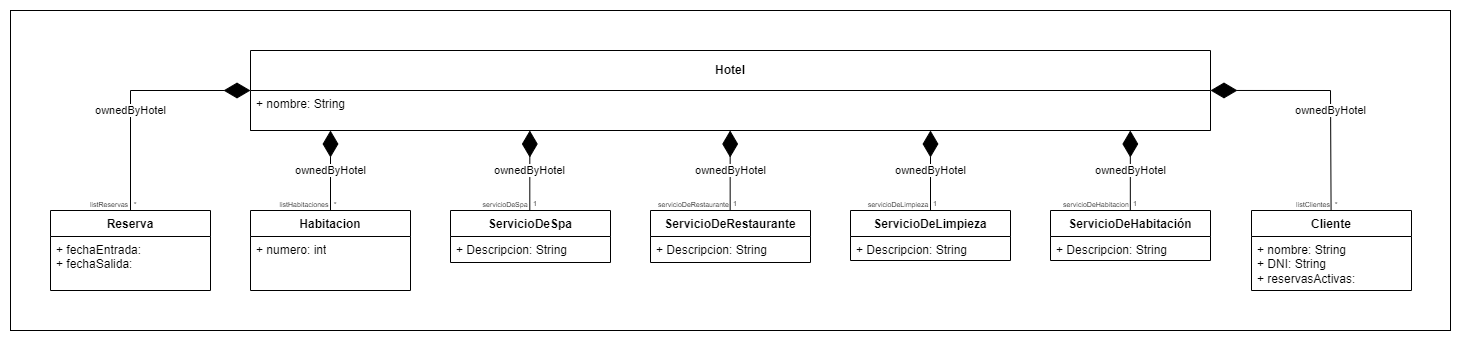 Hotel
+ nombre: String
ownedByHotel
ownedByHotel
ownedByHotel
ownedByHotel
ownedByHotel
ownedByHotel
ownedByHotel
listReservas *
listHabitaciones *
servicioDeSpa 1
servicioDeRestaurante 1
servicioDeLimpieza 1
servicioDeHabitacion 1
listClientes *
Reserva
+ fechaEntrada:
+ fechaSalida:
Habitacion
+ numero: int
ServicioDeSpa
+ Descripcion: String
ServicioDeRestaurante
+ Descripcion: String
ServicioDeLimpieza
+ Descripcion: String
ServicioDeHabitación
+ Descripcion: String
Cliente
+ nombre: String
+ DNI: String
+ reservasActivas: